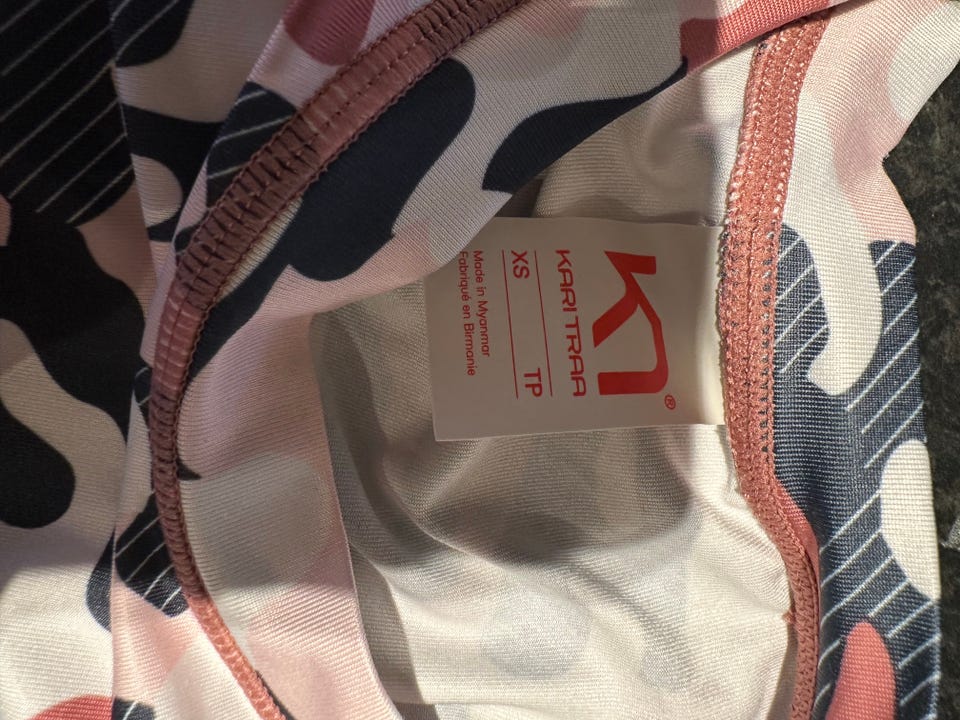 ®
KARI TRAA
XS TP
Made in Myanmar
Fabriqué en Birmanie